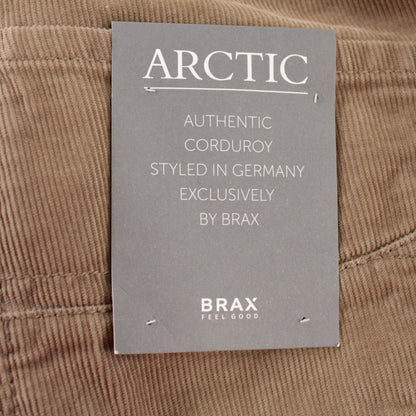 ARCTIC
AUTHENTIC
CORDUROY
STYLED IN GERMANY
EXCLUSIVELY
BY BRAX
BRAX
FEEL GOOD